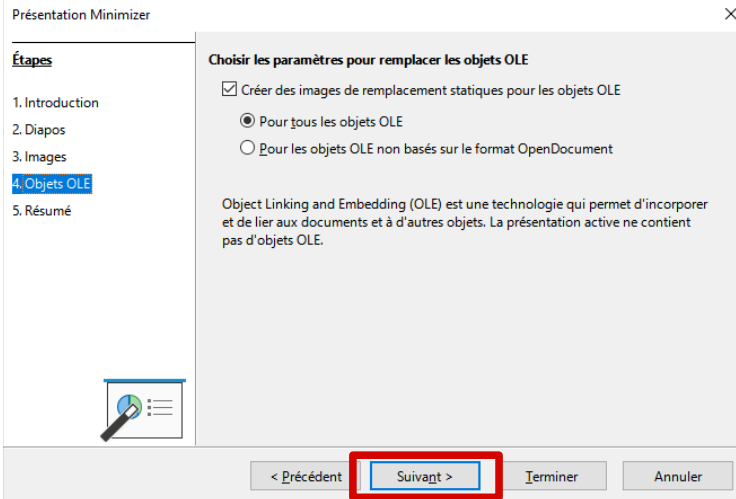 Présentation Minimizer
Étapes
1. Introduction
2. Diapos
3. Images
4. Objets OLE
5. Résumé
Choisir les paramètres pour remplacer les objets OLE
Créer des images de remplacement statiques pour les objets OLE
Pour tous les objets OLE
Pour les objets OLE non basés sur le format OpenDocument
Object Linking and Embedding (OLE) est une technologie qui permet d'incorporer
et de lier aux documents et à d'autres objets. La présentation active ne contient
pas d'objets OLE.
< Précédent
Suivant >
Terminer
Annuler